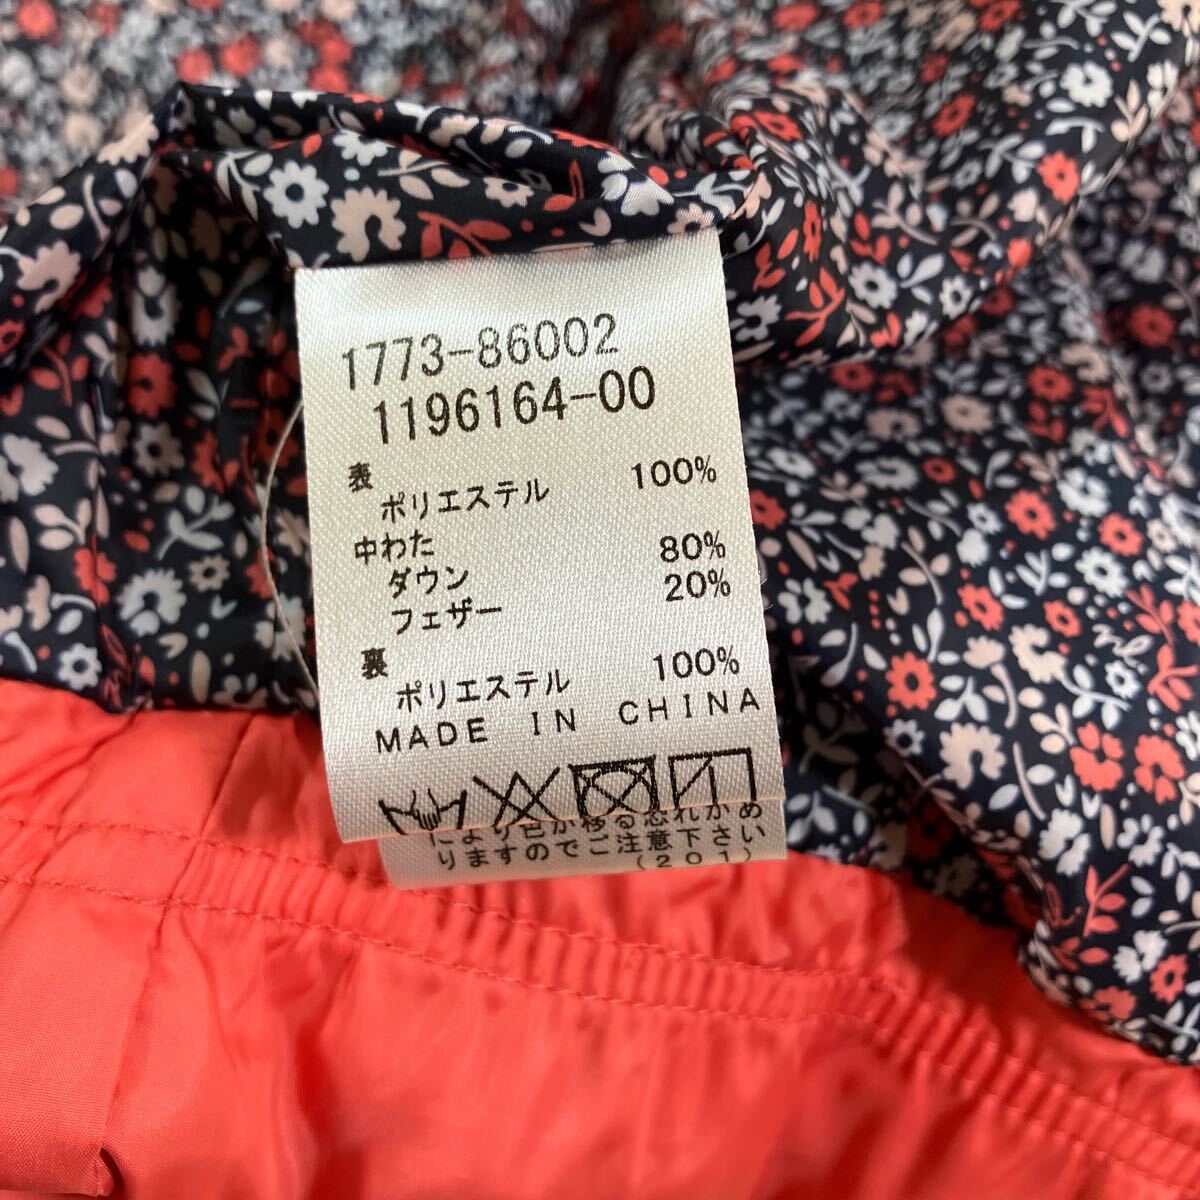 1773-86002
1196164-00
表
ポリエステル 100%
中わた
ダウン 80%
フェザー 20%
裏
ポリエステル 100%
MADE IN CHINA
により色が移る恐れがあ
りますのでご注意下さい
(201)